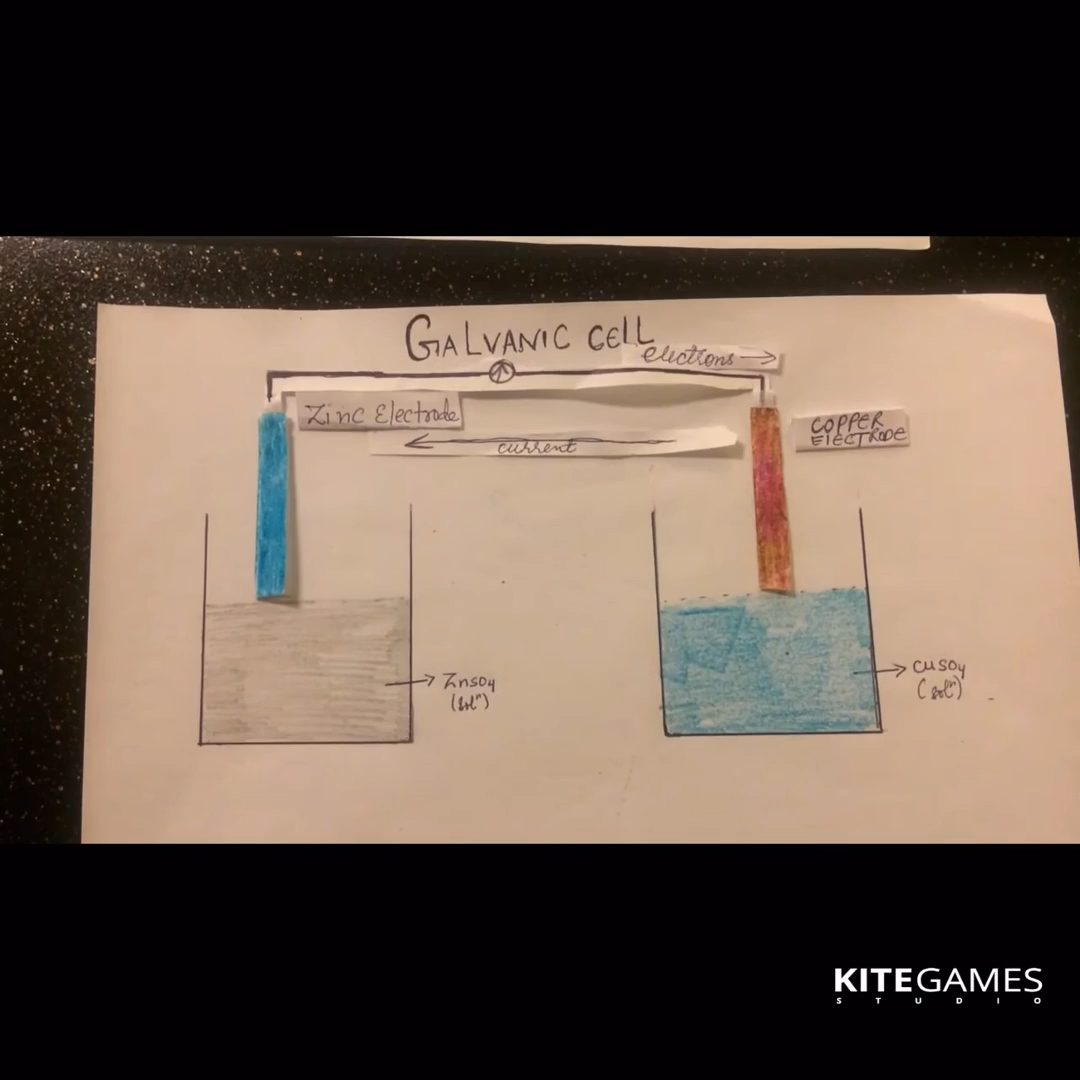 GALVANIC CELL
electrons
Zinc Electrode
COPPER
ELECTRODE
current
ZnSO4
(solⁿ)
CUSO4
(solⁿ)
KITEGAMES
STUDIO